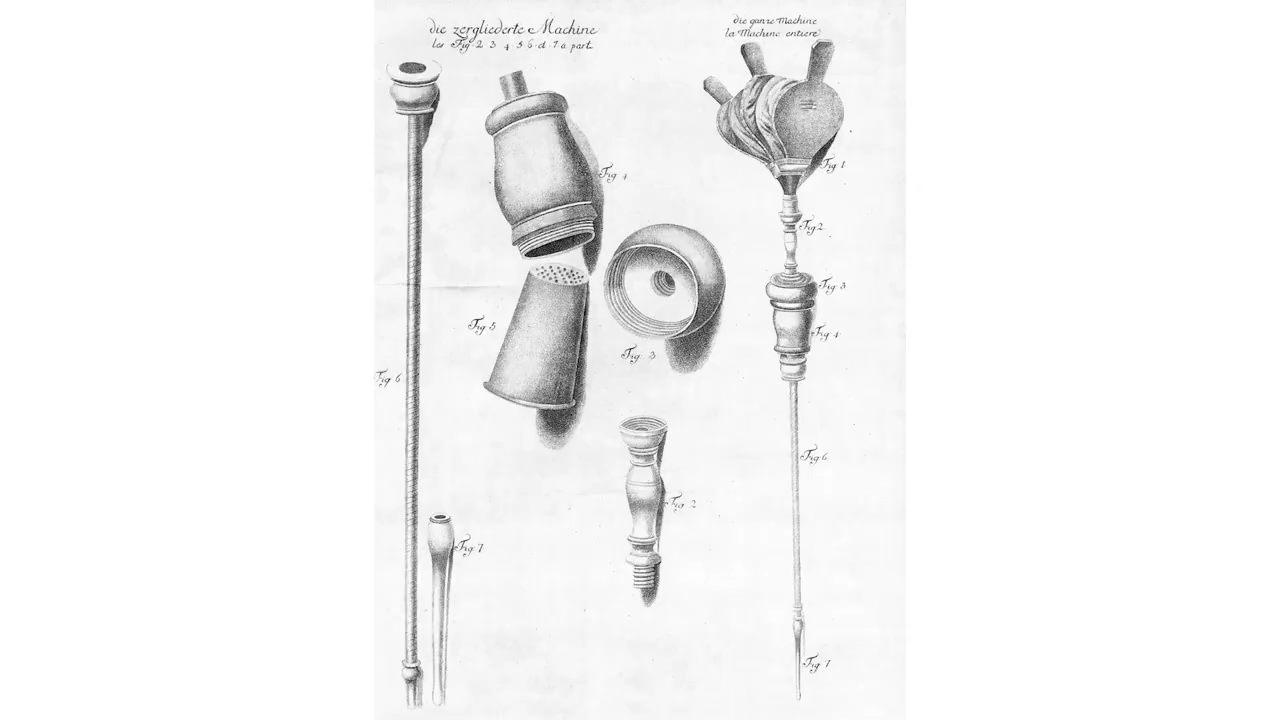 die zergliederte Machine
les Fig. 2 3 4 5 6 et 7 a part.
die ganze Machine
la Machine entiere
Fig 1
Fig 4
Fig 2
Fig 3
Fig 5
Fig 4
Fig 3
Fig 6
Fig 6
Fig 2
Fig 7
Fig 7